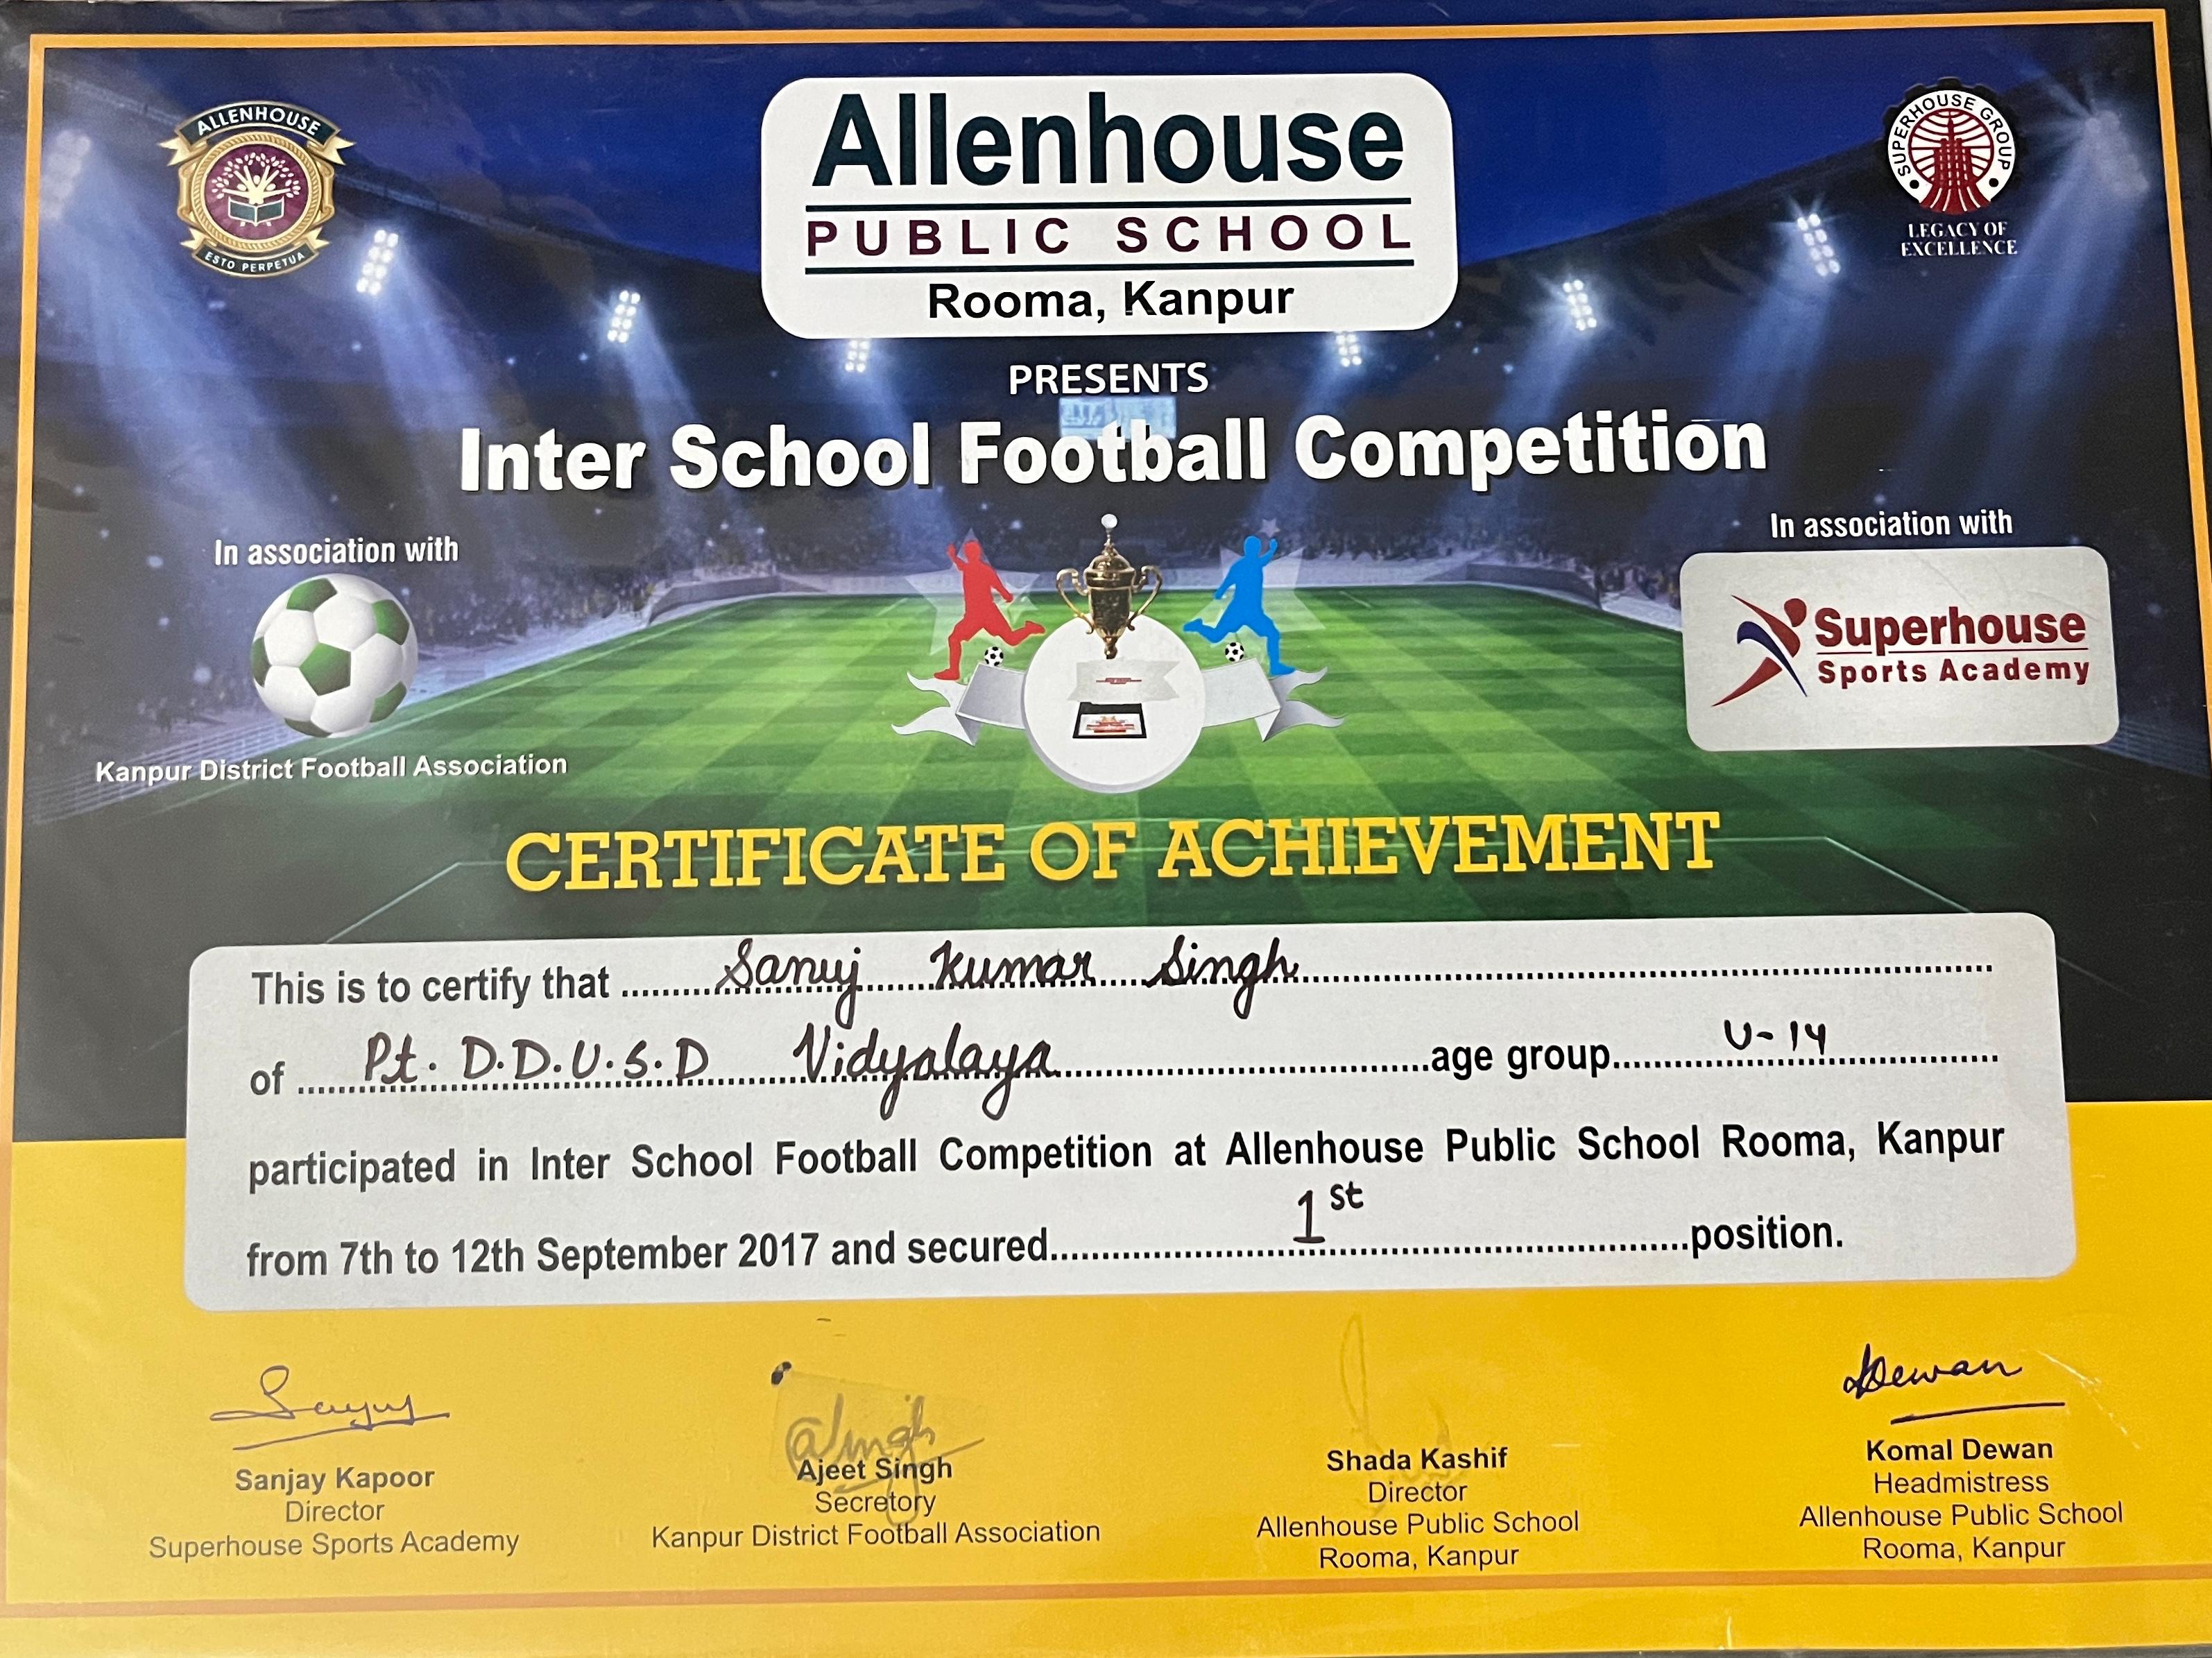 ALLENHOUSE
ESTO PERPETUA
Allenhouse
PUBLIC SCHOOL
Rooma, Kanpur
SUPERHOUSE GROUP
LEGACY OF
EXCELLENCE
PRESENTS
Inter School Football Competition
In association with
Kanpur District Football Association
In association with
Superhouse
Sports Academy
CERTIFICATE OF ACHIEVEMENT
This is to certify that Sanuj Kumar Singh
of Pt. D.D.U.S.D Vidyalaya age group U-14
participated in Inter School Football Competition at Allenhouse Public School Rooma, Kanpur
from 7th to 12th September 2017 and secured 1st position.
Sanjay Kapoor
Director
Superhouse Sports Academy
Ajeet Singh
Secretory
Kanpur District Football Association
Shada Kashif
Director
Allenhouse Public School
Rooma, Kanpur
Dewan
Komal Dewan
Headmistress
Allenhouse Public School
Rooma, Kanpur